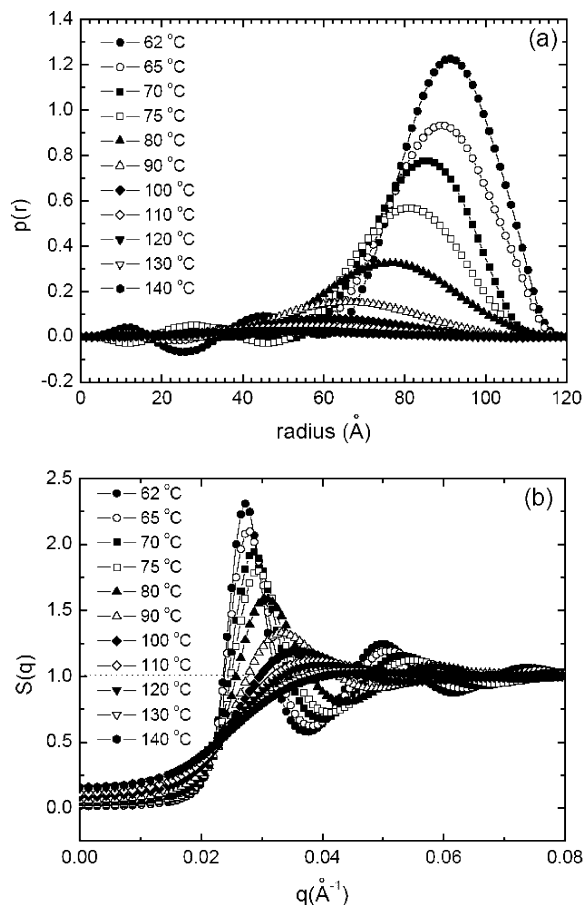 (a)
62 °C
65 °C
70 °C
75 °C
80 °C
90 °C
100 °C
110 °C
120 °C
130 °C
140 °C
p(r)
1.4
1.2
1.0
0.8
0.6
0.4
0.2
0.0
-0.2
0 20 40 60 80 100 120
radius (Å)
(b)
62 °C
65 °C
70 °C
75 °C
80 °C
90 °C
100 °C
110 °C
120 °C
130 °C
140 °C
S(q)
2.5
2.0
1.5
1.0
0.5
0.0
0.00 0.02 0.04 0.06 0.08
q(Å⁻¹)